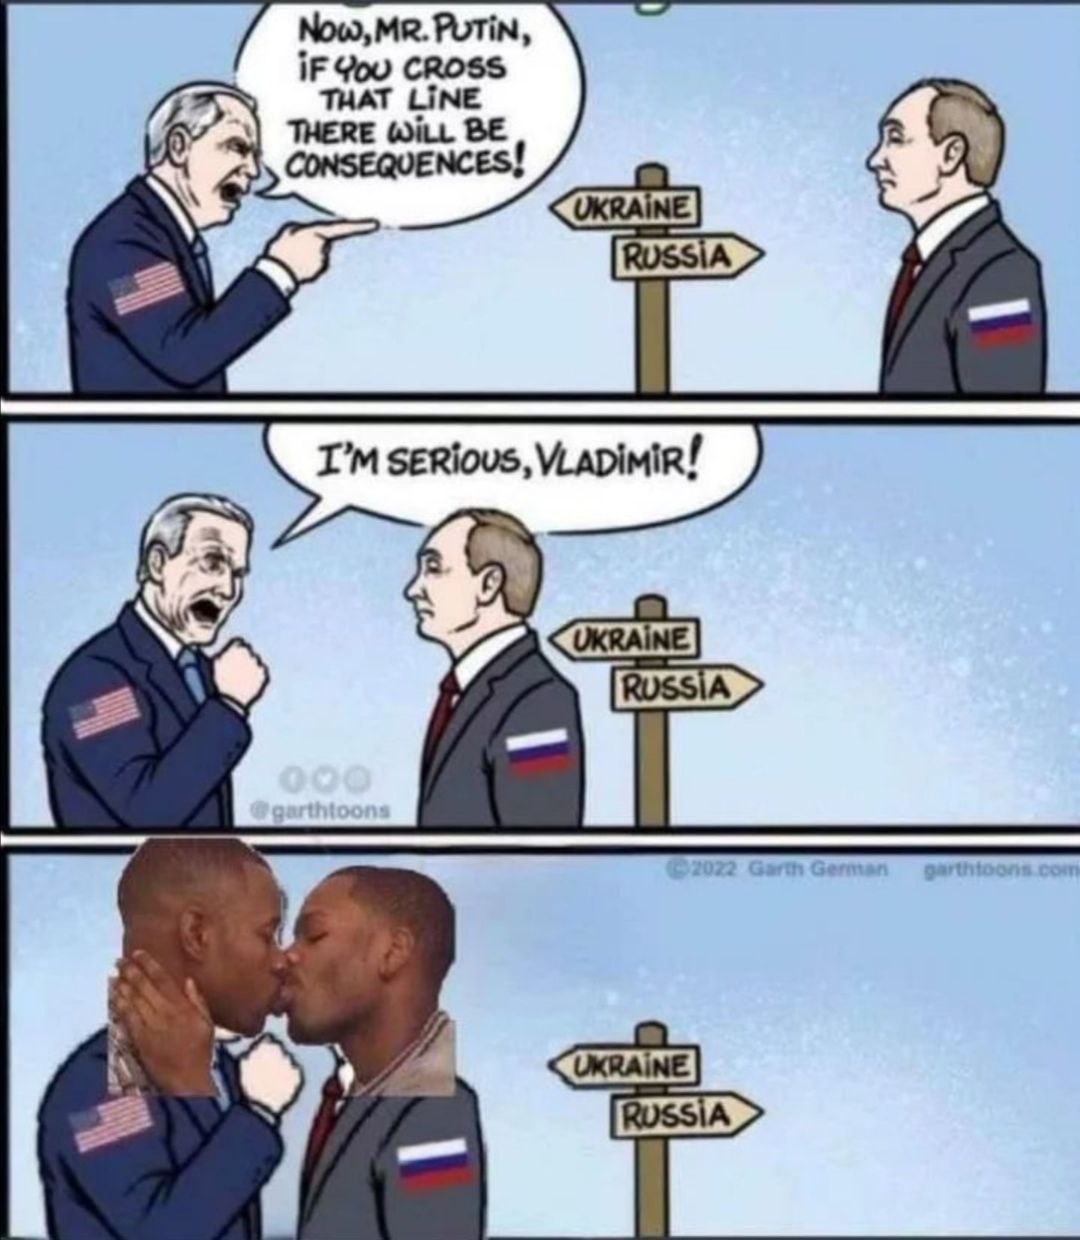 NOW, MR. PUTIN,
IF YOU CROSS
THAT LINE
THERE WILL BE
CONSEQUENCES!
UKRAINE
RUSSIA
I'M SERIOUS, VLADIMIR!
UKRAINE
RUSSIA
@garthtoons
©2022 Garth German garthtoons.com
UKRAINE
RUSSIA